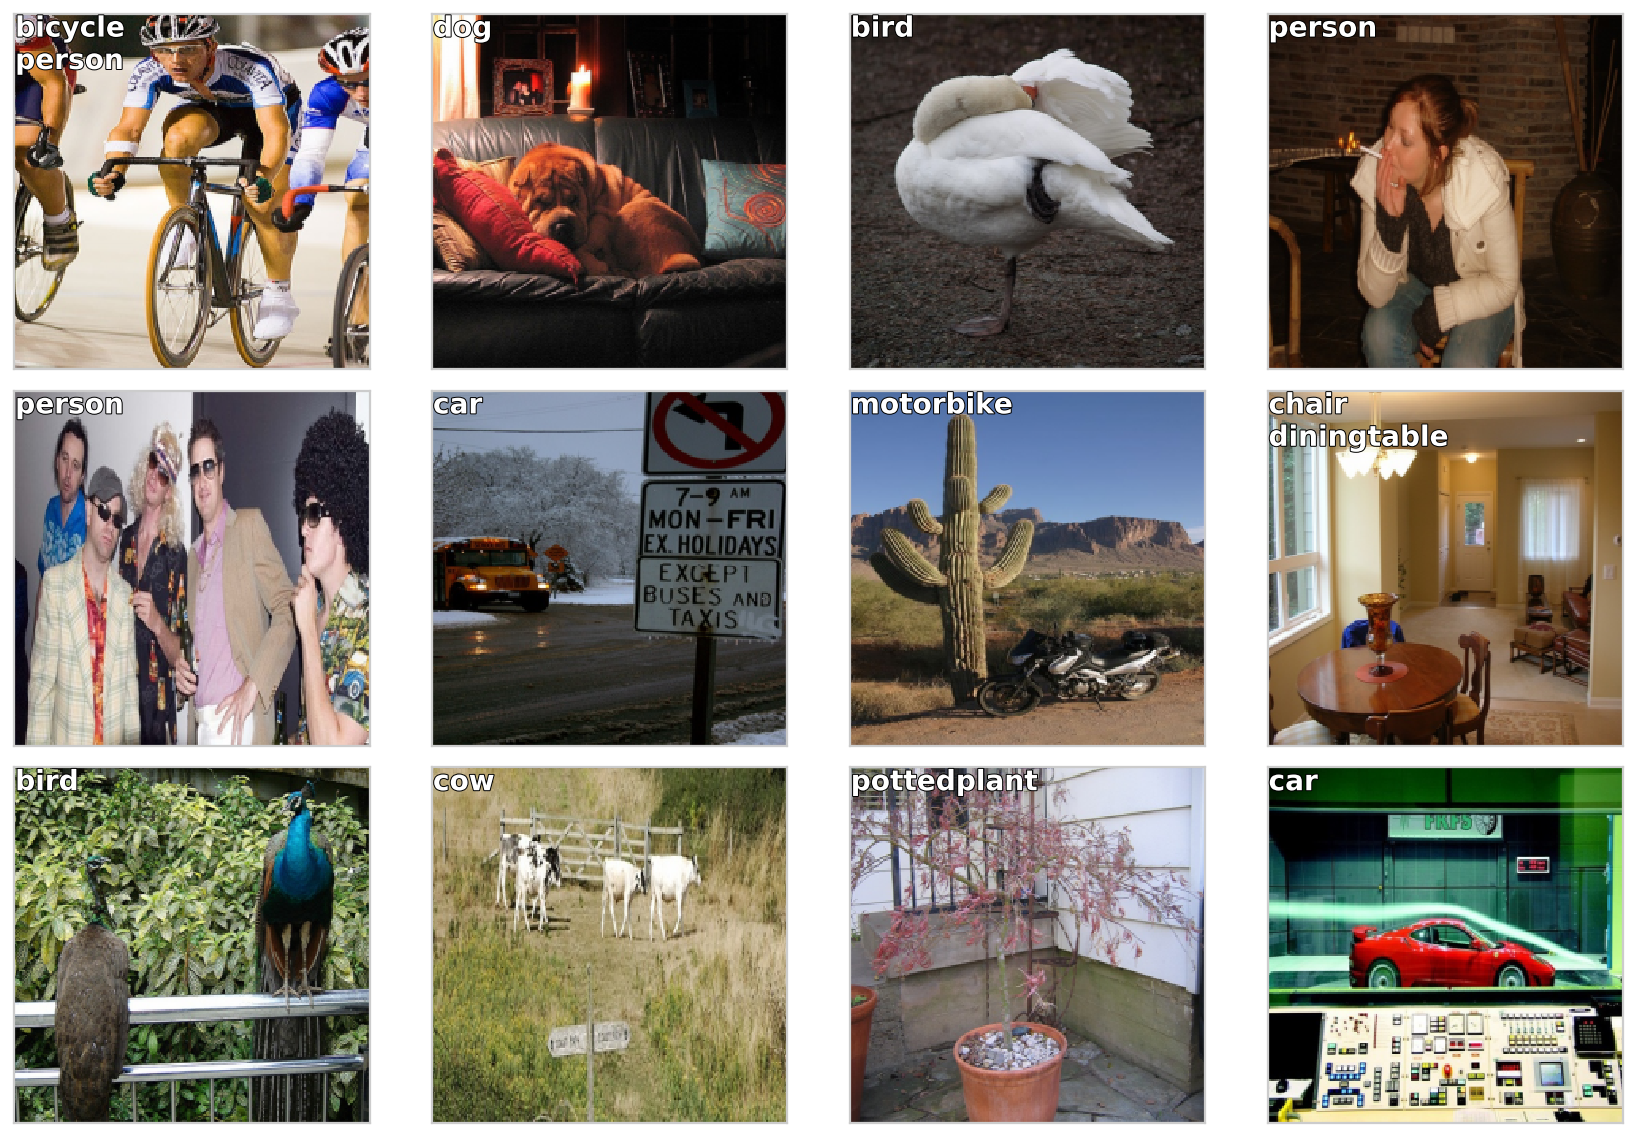 bicycle
person
dog
bird
person
person
car
7-9 AM
MON-FRI
EX. HOLIDAYS
EXCEPT
BUSES AND
TAXIS
motorbike
chair
diningtable
bird
cow
pottedplant
car
FKFS